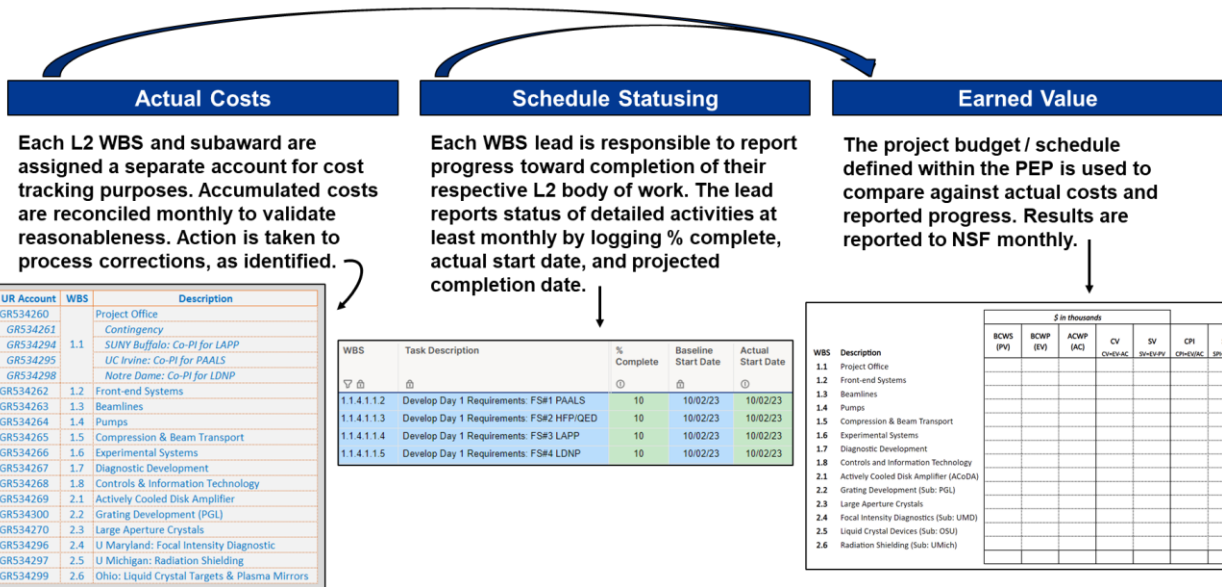 Actual Costs
Each L2 WBS and subaward are
assigned a separate account for cost
tracking purposes. Accumulated costs
are reconciled monthly to validate
reasonableness. Action is taken to
process corrections, as identified.
UR Account WBS Description
GR534260 Project Office
GR534261 Contingency
GR534294 1.1 SUNY Buffalo: Co-PI for LAPP
GR534295 UC Irvine: Co-PI for PAALS
GR534298 Notre Dame: Co-PI for LDNP
GR534262 1.2 Front-end Systems
GR534263 1.3 Beamlines
GR534264 1.4 Pumps
GR534265 1.5 Compression & Beam Transport
GR534266 1.6 Experimental Systems
GR534267 1.7 Diagnostic Development
GR534268 1.8 Controls & Information Technology
GR534269 2.1 Actively Cooled Disk Amplifier
GR534300 2.2 Grating Development (PGL)
GR534270 2.3 Large Aperture Crystals
GR534296 2.4 U Maryland: Focal Intensity Diagnostic
GR534297 2.5 U Michigan: Radiation Shielding
GR534299 2.6 Ohio: Liquid Crystal Targets & Plasma Mirrors
Schedule Statusing
Each WBS lead is responsible to report
progress toward completion of their
respective L2 body of work. The lead
reports status of detailed activities at
least monthly by logging % complete,
actual start date, and projected
completion date.
WBS Task Description % Complete Baseline Start Date Actual Start Date
1.1.4.1.1.2 Develop Day 1 Requirements: FS#1 PAALS 10 10/02/23 10/02/23
1.1.4.1.1.3 Develop Day 1 Requirements: FS#2 HFP/QED 10 10/02/23 10/02/23
1.1.4.1.1.4 Develop Day 1 Requirements: FS#3 LAPP 10 10/02/23 10/02/23
1.1.4.1.1.5 Develop Day 1 Requirements: FS#4 LDNP 10 10/02/23 10/02/23
Earned Value
The project budget / schedule
defined within the PEP is used to
compare against actual costs and
reported progress. Results are
reported to NSF monthly.
$ in thousands
BCWS BCWP ACWP CV SV CPI
(PV) (EV) (AC) CV=EV-AC SV=EV-PV CPI=EV/AC
WBS Description
1.1 Project Office
1.2 Front-end Systems
1.3 Beamlines
1.4 Pumps
1.5 Compression & Beam Transport
1.6 Experimental Systems
1.7 Diagnostic Development
1.8 Controls and Information Technology
2.1 Actively Cooled Disk Amplifier (ACoDA)
2.2 Grating Development (Sub: PGL)
2.3 Large Aperture Crystals
2.4 Focal Intensity Diagnostics (Sub: UMD)
2.5 Liquid Crystal Devices (Sub: OSU)
2.6 Radiation Shielding (Sub: UMich)